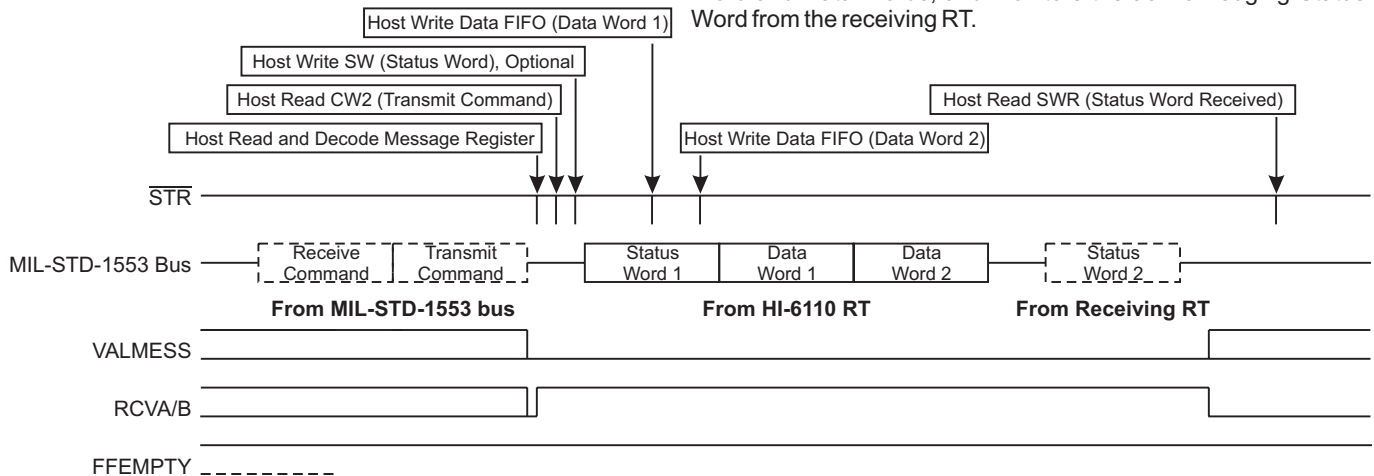 Word from the receiving RT.
Host Write Data FIFO (Data Word 1)
Host Write SW (Status Word), Optional
Host Read CW2 (Transmit Command)
Host Read SWR (Status Word Received)
Host Read and Decode Message Register
Host Write Data FIFO (Data Word 2)
STR
MIL-STD-1553 Bus
Receive Command
Transmit Command
Status Word 1
Data Word 1
Data Word 2
Status Word 2
From MIL-STD-1553 bus
From HI-6110 RT
From Receiving RT
VALMESS
RCVA/B
FFEMPTY